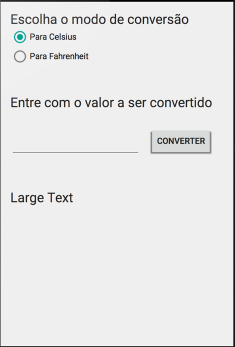 Escolha o modo de conversão
Para Celsius
Para Fahrenheit
Entre com o valor a ser convertido
CONVERTER
Large Text